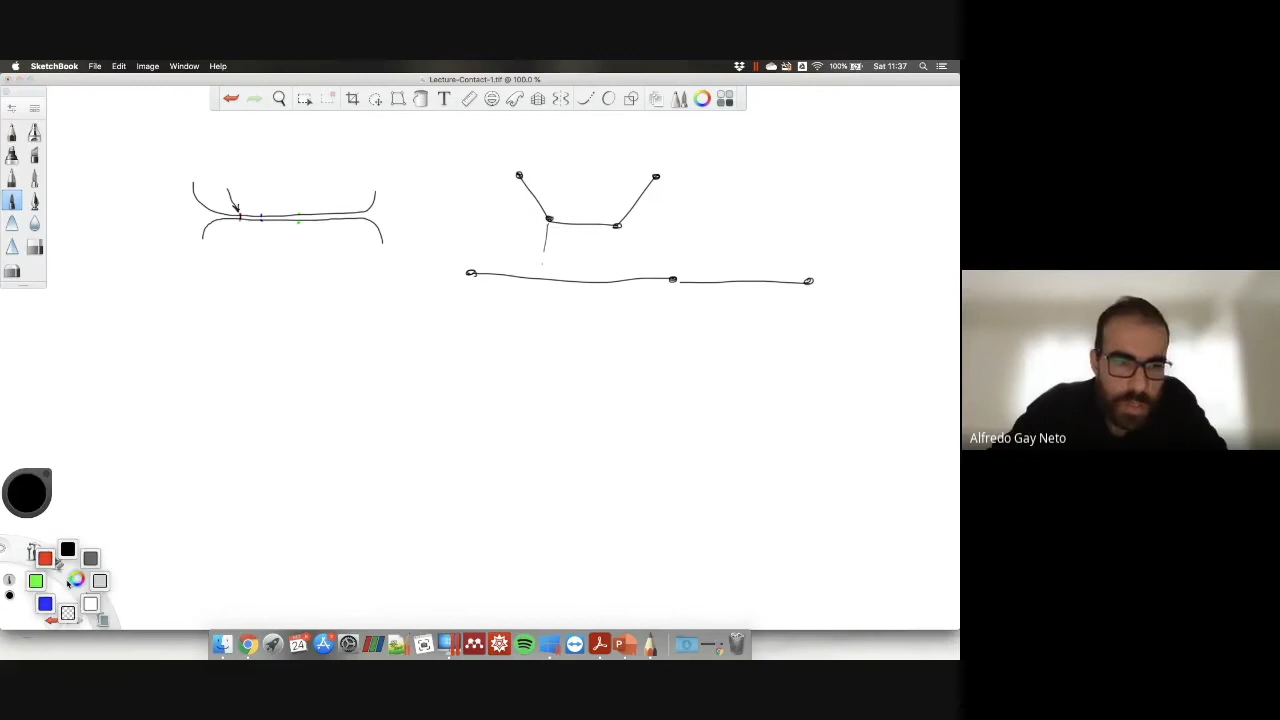 SketchBook File Edit Image Window Help
100% Sat 11:37
Lecture-Contact-1.tif @ 100.0 %
T
24
P
Alfredo Gay Neto